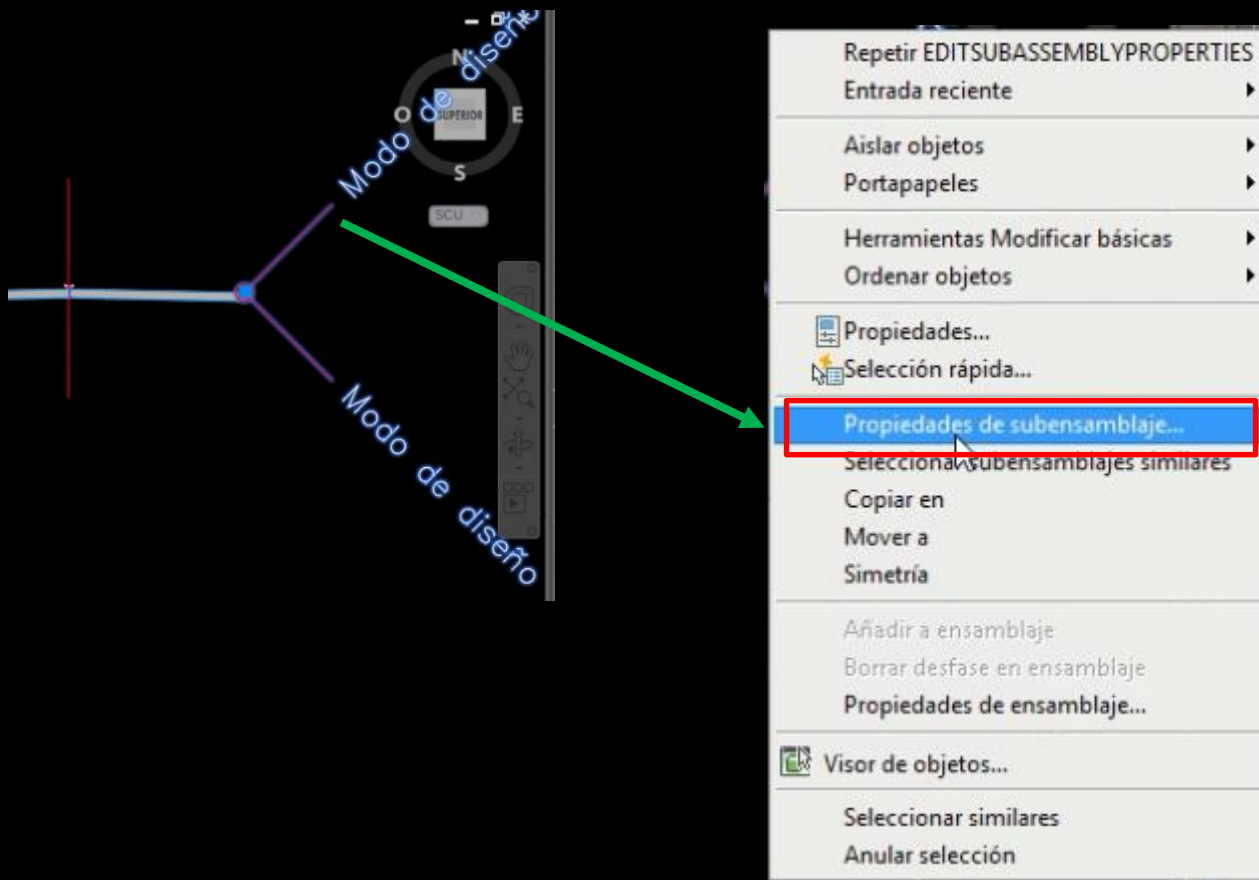 Modo de diseño
N
O
SUPERIOR
E
S
SCU
Modo de diseño
Repetir EDITSUBASSEMBLYPROPERTIES
Entrada reciente
Aislar objetos
Portapapeles
Herramientas Modificar básicas
Ordenar objetos
Propiedades...
Selección rápida...
Propiedades de subensamblaje...
Seleccionar subensamblajes similares
Copiar en
Mover a
Simetría
Añadir a ensamblaje
Borrar desfase en ensamblaje
Propiedades de ensamblaje...
Visor de objetos...
Seleccionar similares
Anular selección